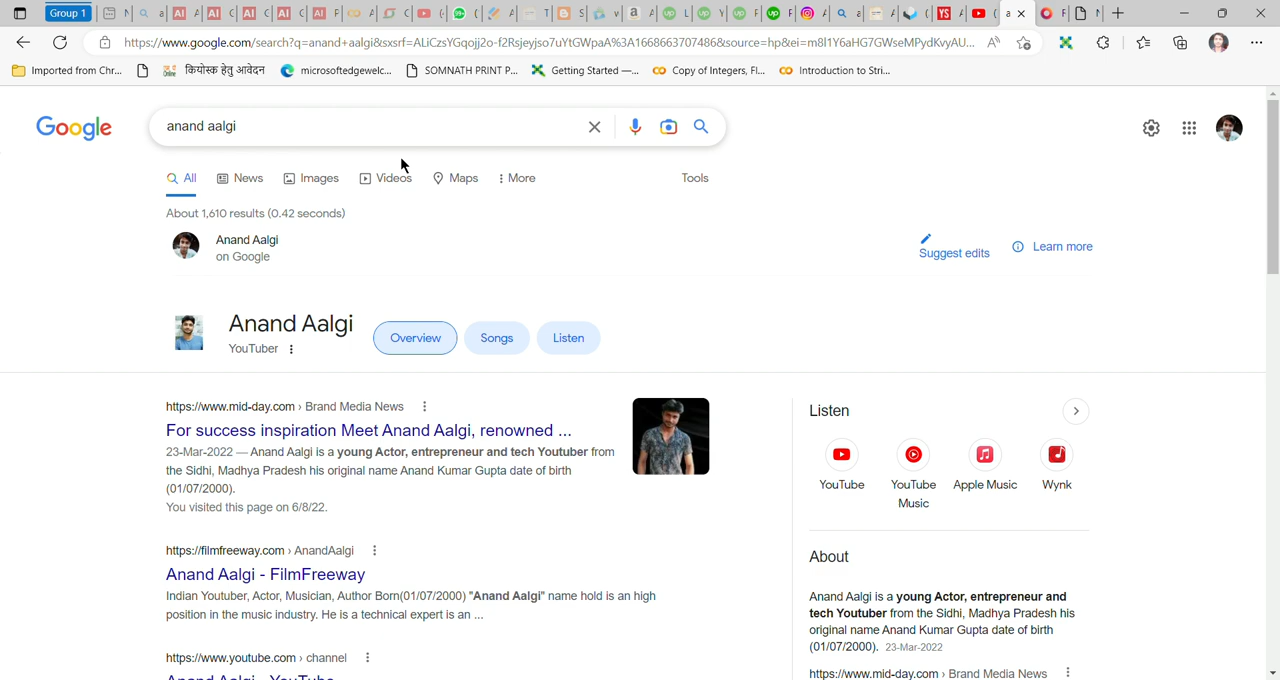 Group 1
https://www.google.com/search?q=anand+aalgi&sxsrf=ALiCzsYGqojj2o-f2Rsjeyjso7uYtGWpaA%3A1668663707486&source=hp&ei=m8l1Y6aHG7GWseMPydKvyAU...
Imported from Chr...
कियोस्क हेतु आवेदन
microsoftedgewelc...
SOMNATH PRINT P...
Getting Started —...
Copy of Integers, Fl...
Introduction to Stri...
Google
anand aalgi
All
News
Images
Videos
Maps
More
Tools
About 1,610 results (0.42 seconds)
Anand Aalgi
on Google
Suggest edits
Learn more
Anand Aalgi
YouTuber
Overview
Songs
Listen
https://www.mid-day.com › Brand Media News
For success inspiration Meet Anand Aalgi, renowned ...
23-Mar-2022 — Anand Aalgi is a young Actor, entrepreneur and tech Youtuber from
the Sidhi, Madhya Pradesh his original name Anand Kumar Gupta date of birth
(01/07/2000).
You visited this page on 6/8/22.
https://filmfreeway.com › AnandAalgi
Anand Aalgi - FilmFreeway
Indian Youtuber, Actor, Musician, Author Born(01/07/2000) "Anand Aalgi" name hold is an high
position in the music industry. He is a technical expert is an ...
https://www.youtube.com › channel
Anand Aalgi - YouTube
Listen
YouTube
YouTube Music
Apple Music
Wynk
About
Anand Aalgi is a young Actor, entrepreneur and
tech Youtuber from the Sidhi, Madhya Pradesh his
original name Anand Kumar Gupta date of birth
(01/07/2000). 23-Mar-2022
https://www.mid-day.com › Brand Media News